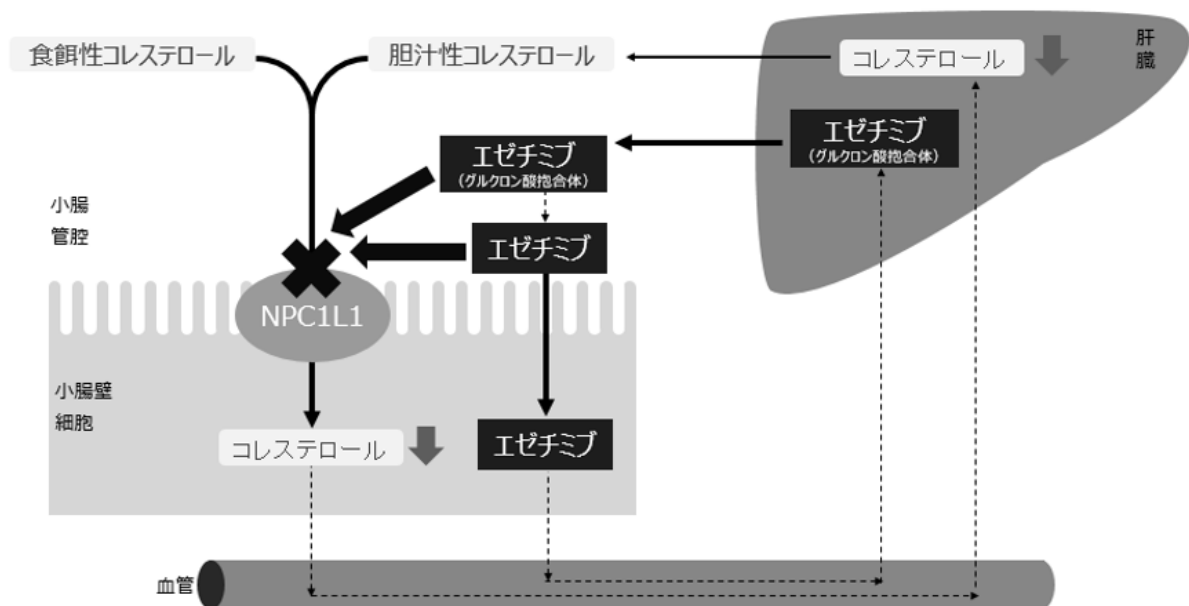 食餌性コレステロール
胆汁性コレステロール
コレステロール
肝
臓
エゼチミブ
(グルクロン酸抱合体)
エゼチミブ
(グルクロン酸抱合体)
小腸
管腔
エゼチミブ
NPC1L1
小腸壁
細胞
コレステロール
エゼチミブ
血管